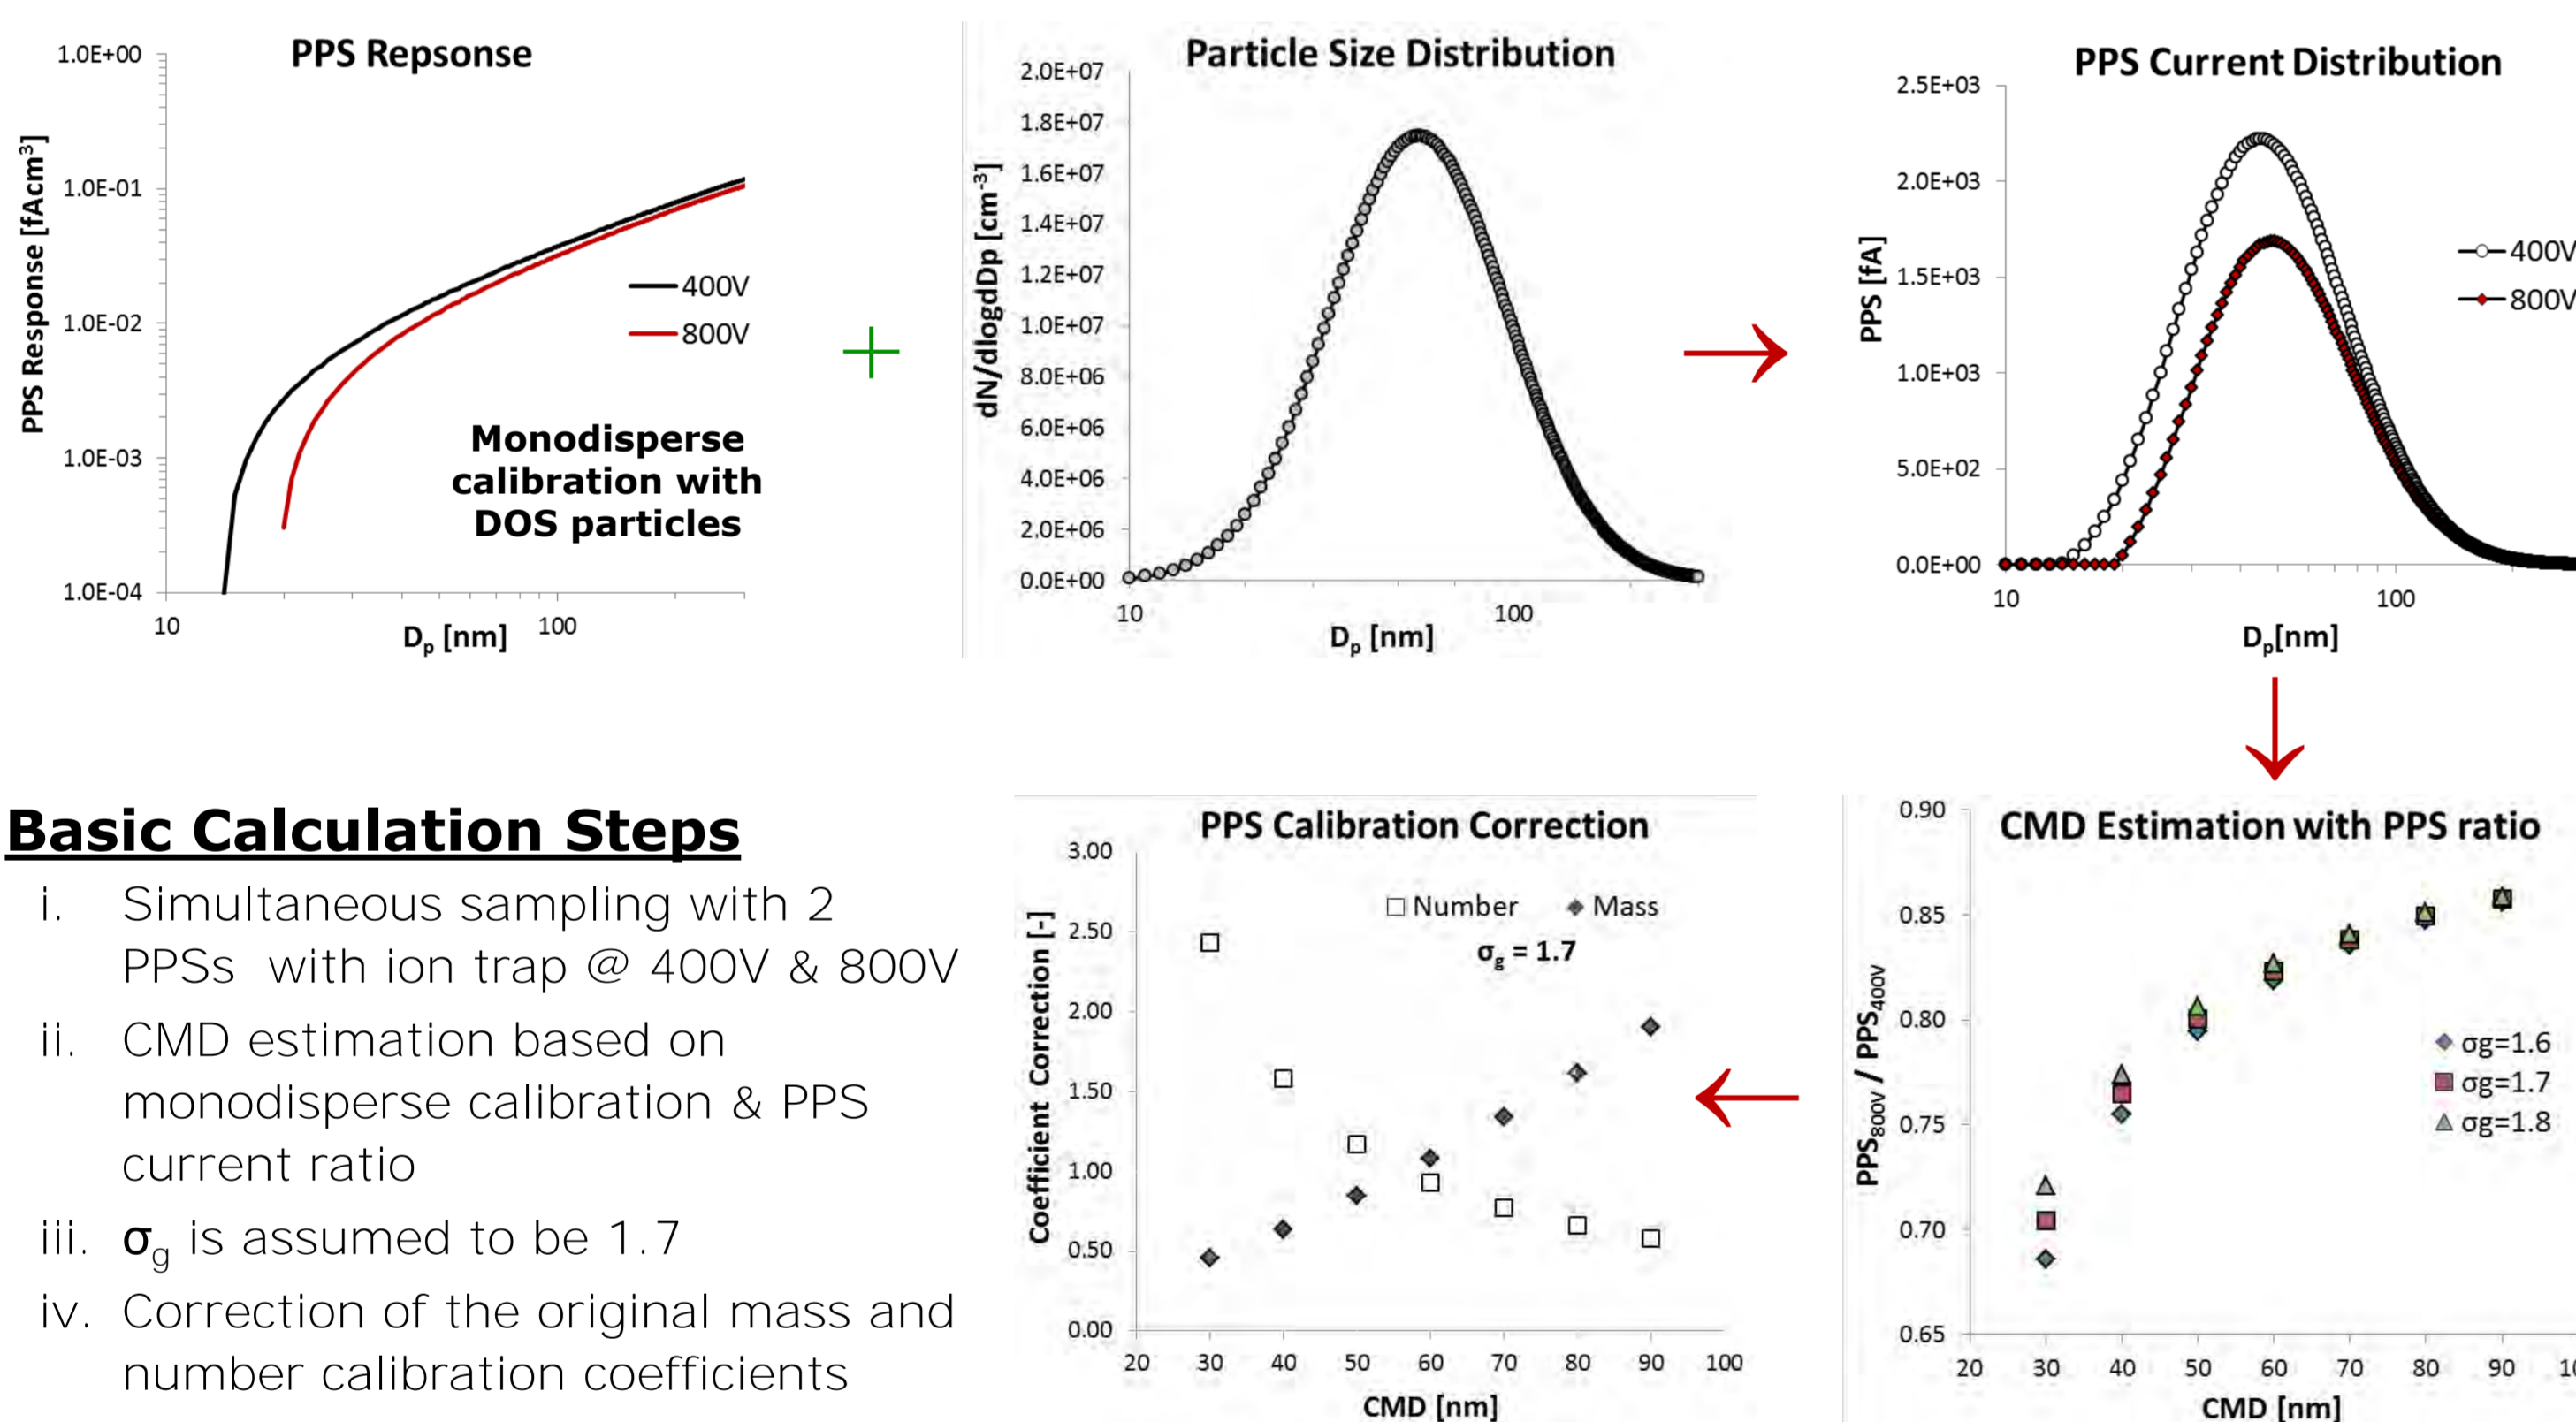 PPS Repsonse
1.0E+00
1.0E-01
1.0E-02
1.0E-03
1.0E-04
PPS Response [fAcm³]
400V
800V
Monodisperse
calibration with
DOS particles
10
100
Dp [nm]
+
Particle Size Distribution
2.0E+07
1.8E+07
1.6E+07
1.4E+07
1.2E+07
1.0E+07
8.0E+06
6.0E+06
4.0E+06
2.0E+06
0.0E+00
dN/dlogdDp [cm⁻³]
10
100
Dp [nm]
PPS Current Distribution
2.5E+03
2.0E+03
1.5E+03
1.0E+03
5.0E+02
0.0E+00
PPS [fA]
400V
800V
10
100
Dp[nm]
Basic Calculation Steps
i. Simultaneous sampling with 2
PPSs with ion trap @ 400V & 800V
ii. CMD estimation based on
monodisperse calibration & PPS
current ratio
iii. σg is assumed to be 1.7
iv. Correction of the original mass and
number calibration coefficients
PPS Calibration Correction
3.00
2.50
2.00
1.50
1.00
0.50
0.00
Coefficient Correction [-]
Number
Mass
σg = 1.7
20 30 40 50 60 70 80 90 100
CMD [nm]
CMD Estimation with PPS ratio
0.90
0.85
0.80
0.75
0.70
0.65
PPS800V / PPS400V
σg=1.6
σg=1.7
σg=1.8
20 30 40 50 60 70 80 90
CMD [nm]